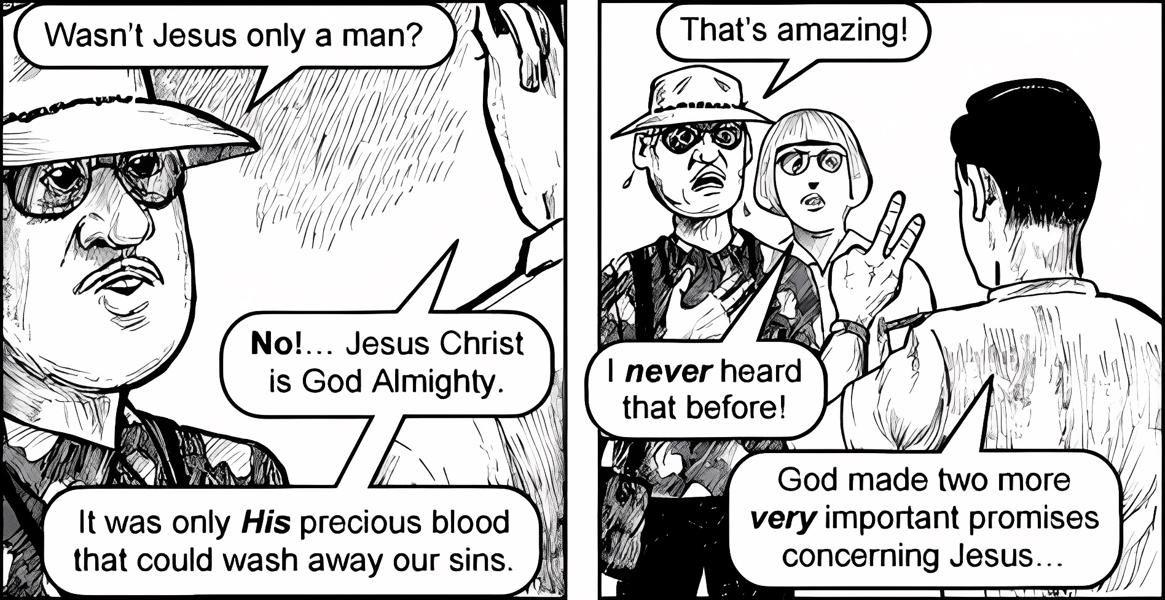 Wasn't Jesus only a man?
No!... Jesus Christ
is God Almighty.
It was only His precious blood
that could wash away our sins.
That's amazing!
I never heard
that before!
God made two more
very important promises
concerning Jesus...